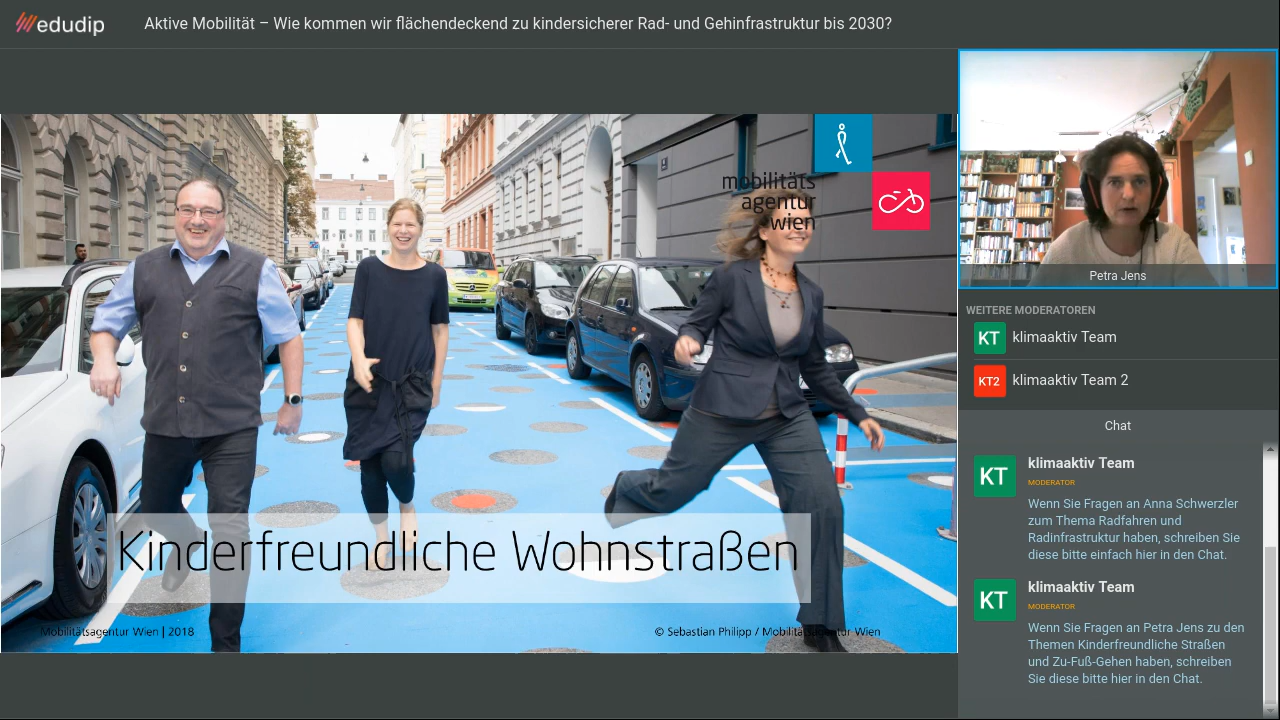 edudip
Aktive Mobilität – Wie kommen wir flächendeckend zu kindersicherer Rad- und Gehinfrastruktur bis 2030?
mobilitäts
agentur
wien
Kinderfreundliche Wohnstraßen
Mobilitätsagentur Wien | 2018
© Sebastian Philipp / Mobilitätsagentur Wien
Petra Jens
WEITERE MODERATOREN
KT klimaaktiv Team
KT2 klimaaktiv Team 2
Chat
KT
klimaaktiv Team
MODERATOR
Wenn Sie Fragen an Anna Schwerzler
zum Thema Radfahren und
Radinfrastruktur haben, schreiben Sie
diese bitte einfach hier in den Chat.
KT
klimaaktiv Team
MODERATOR
Wenn Sie Fragen an Petra Jens zu den
Themen Kinderfreundliche Straßen
und Zu-Fuß-Gehen haben, schreiben
Sie diese bitte hier in den Chat.